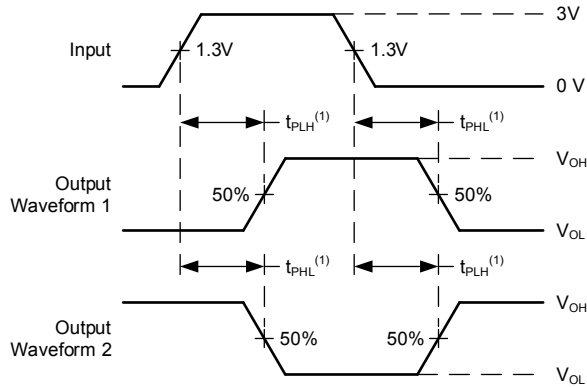 3V
Input
1.3V
1.3V
0 V
tPLH(1)
tPHL(1)
VOH
Output
Waveform 1
50%
50%
VOL
tPHL(1)
tPLH(1)
VOH
Output
Waveform 2
50%
50%
VOL